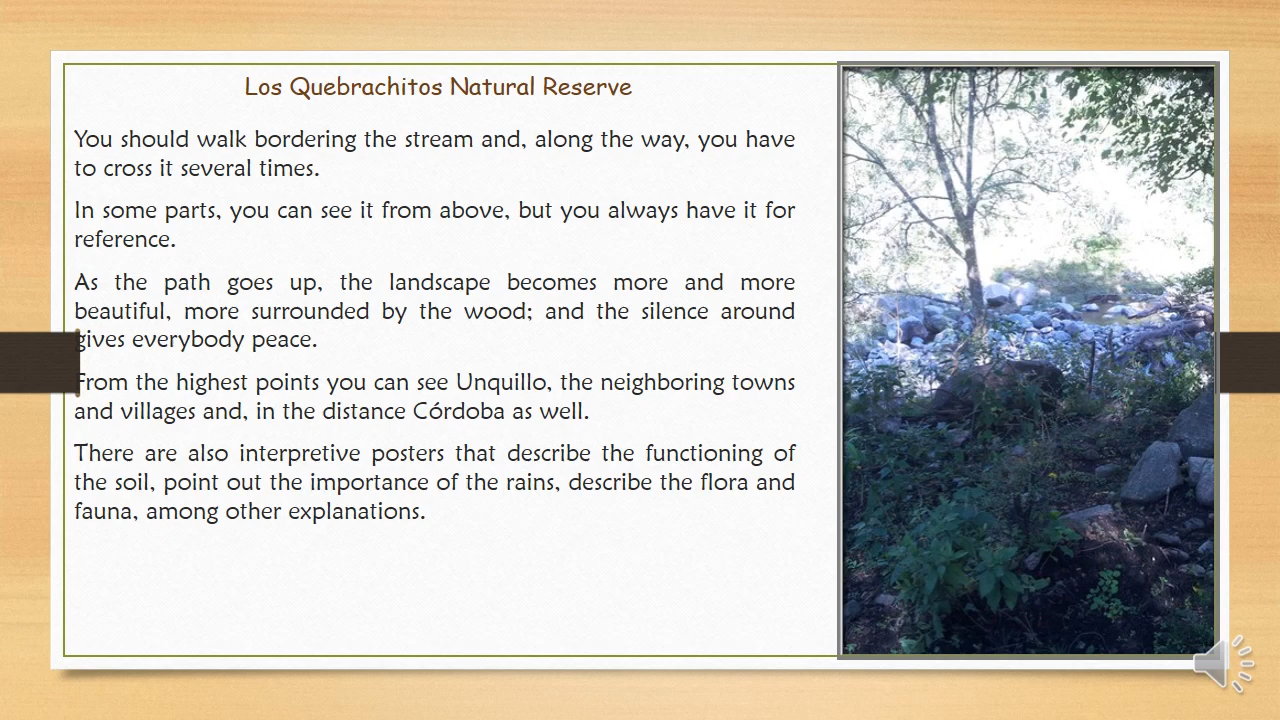 Los Quebrachitos Natural Reserve
You should walk bordering the stream and, along the way, you have
to cross it several times.
In some parts, you can see it from above, but you always have it for
reference.
As the path goes up, the landscape becomes more and more
beautiful, more surrounded by the wood; and the silence around
gives everybody peace.
From the highest points you can see Unquillo, the neighboring towns
and villages and, in the distance Córdoba as well.
There are also interpretive posters that describe the functioning of
the soil, point out the importance of the rains, describe the flora and
fauna, among other explanations.